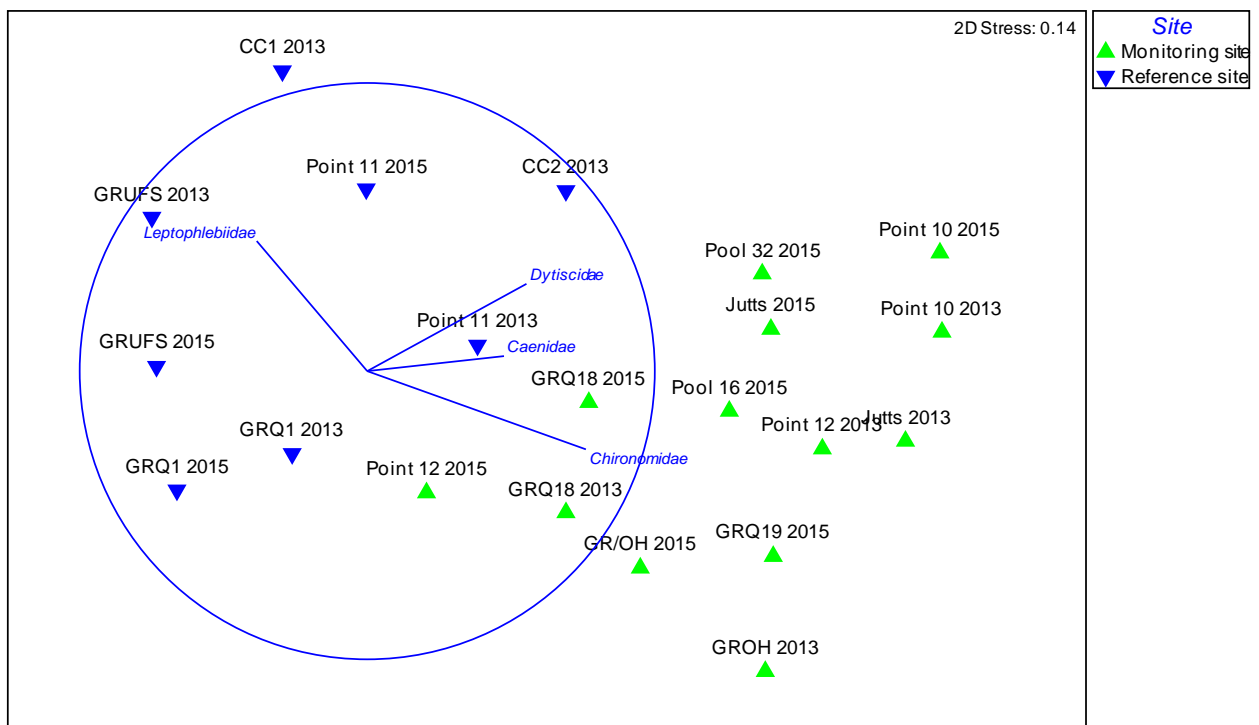 2D Stress: 0.14
Site
Monitoring site
Reference site
CC1 2013
Point 11 2015
CC2 2013
GRUFS 2013
Leptophlebiidae
Point 10 2015
Pool 32 2015
Dytiscidae
Jutts 2015
Point 10 2013
Point 11 2013
GRUFS 2015
Caenidae
GRQ18 2015
Pool 16 2015
Jutts 2013
Point 12 2013
GRQ1 2013
Chironomidae
GRQ1 2015
Point 12 2015
GRQ18 2013
GR/OH 2015
GRQ19 2015
GROH 2013